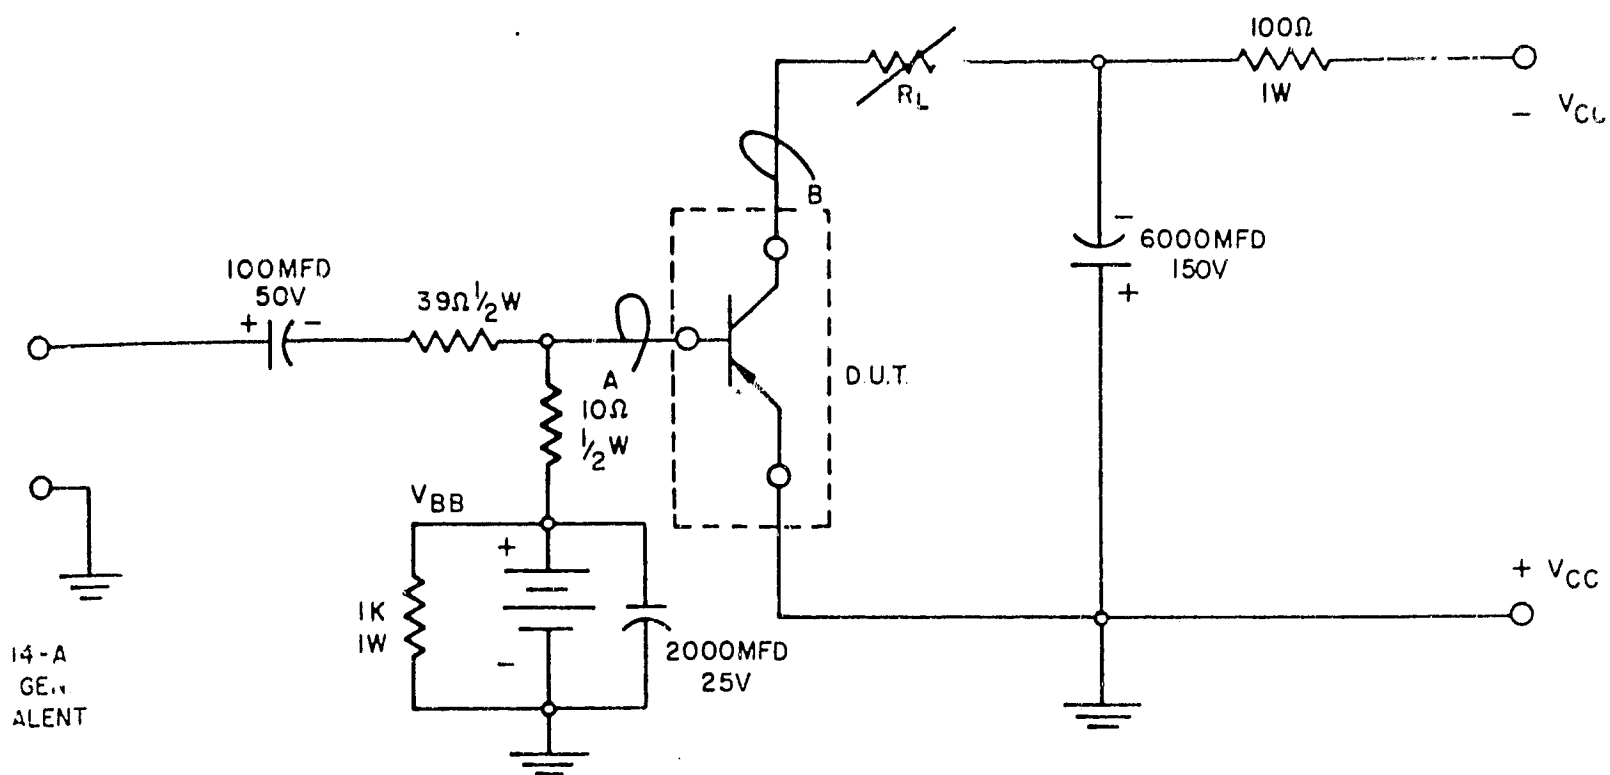 100Ω
1W
RL
- VCC
B
6000MFD
150V
-
+
100MFD
50V
+ -
39Ω ½W
A
10Ω
½W
D.U.T.
VBB
+
-
1K
1W
2000MFD
25V
+ VCC
14-A
ALENT